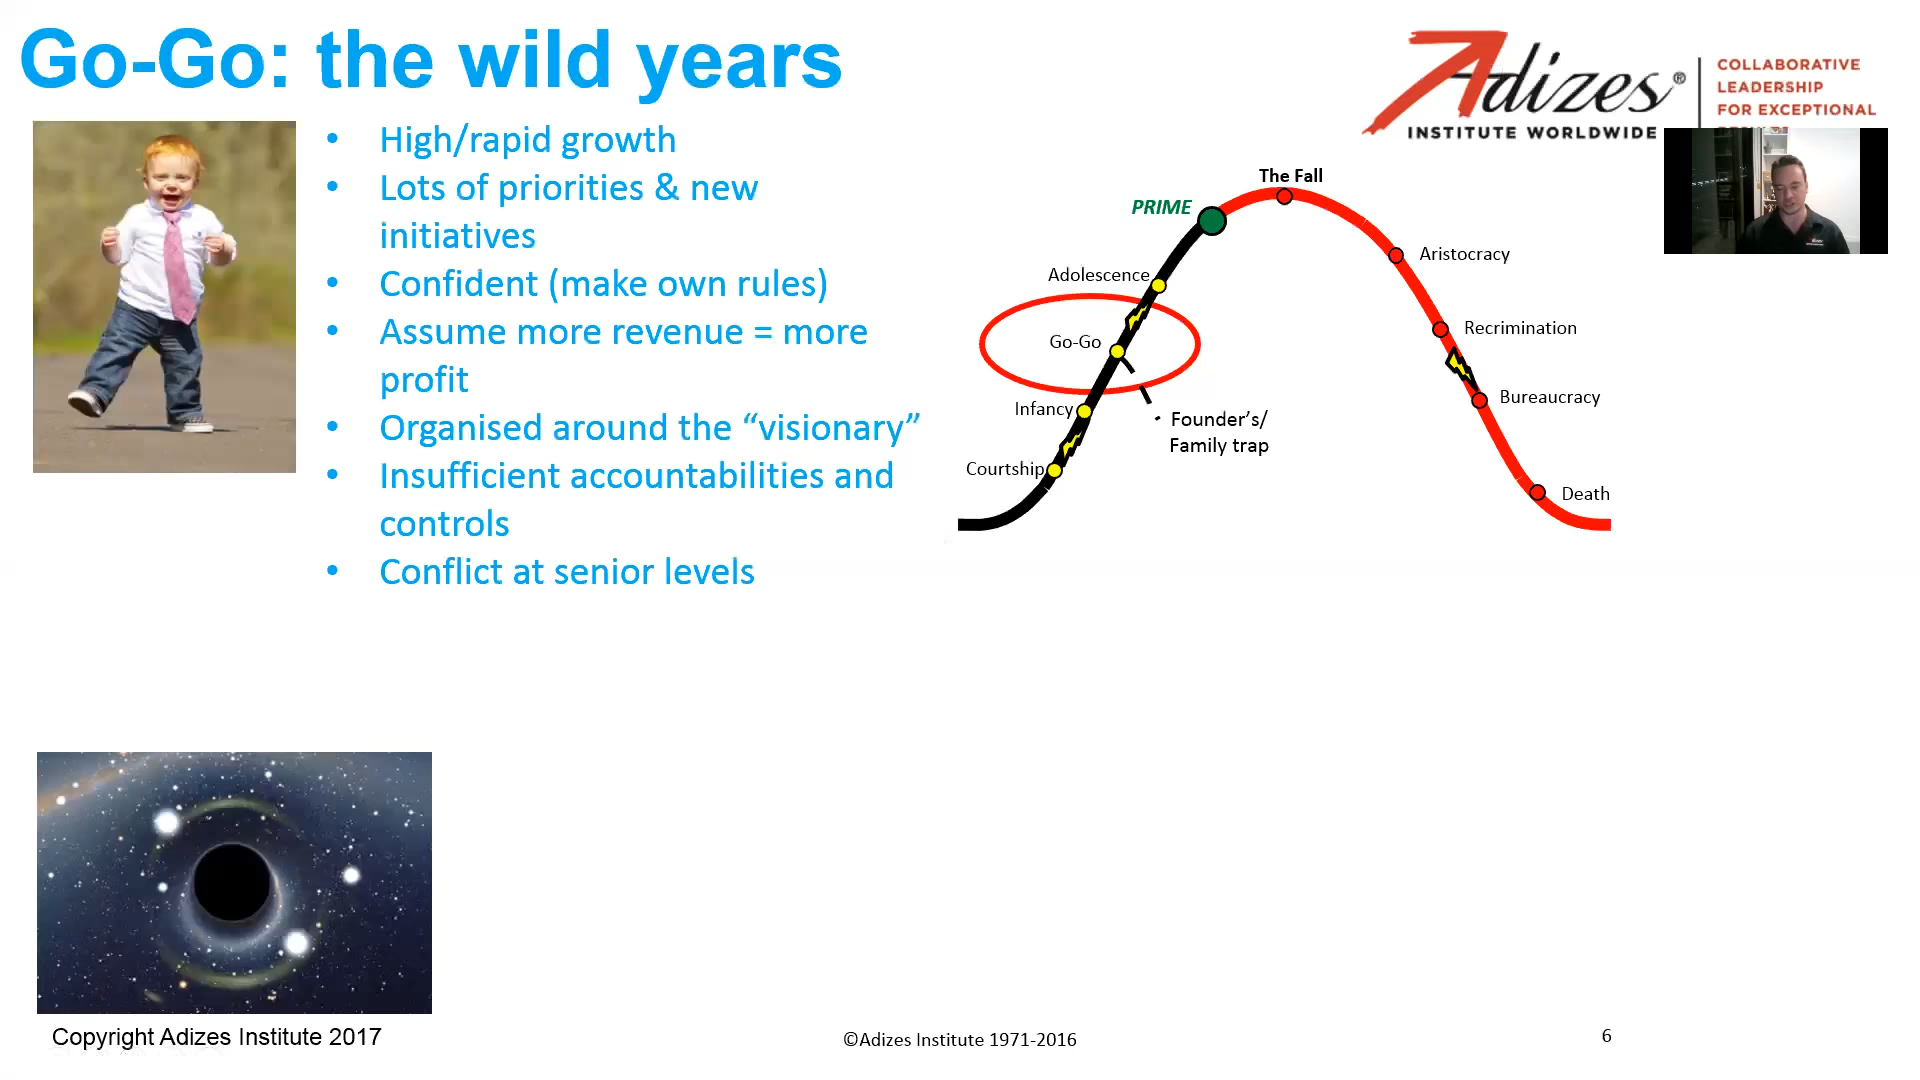 Go-Go: the wild years
• High/rapid growth
• Lots of priorities & new
initiatives
• Confident (make own rules)
• Assume more revenue = more
profit
• Organised around the “visionary”
• Insufficient accountabilities and
controls
• Conflict at senior levels
Adizes®
INSTITUTE WORLDWIDE
COLLABORATIVE
LEADERSHIP
FOR EXCEPTIONAL
The Fall
PRIME
Adolescence
Go-Go
Infancy
Courtship
Founder’s/
Family trap
Aristocracy
Recrimination
Bureaucracy
Death
Copyright Adizes Institute 2017
©Adizes Institute 1971-2016
6